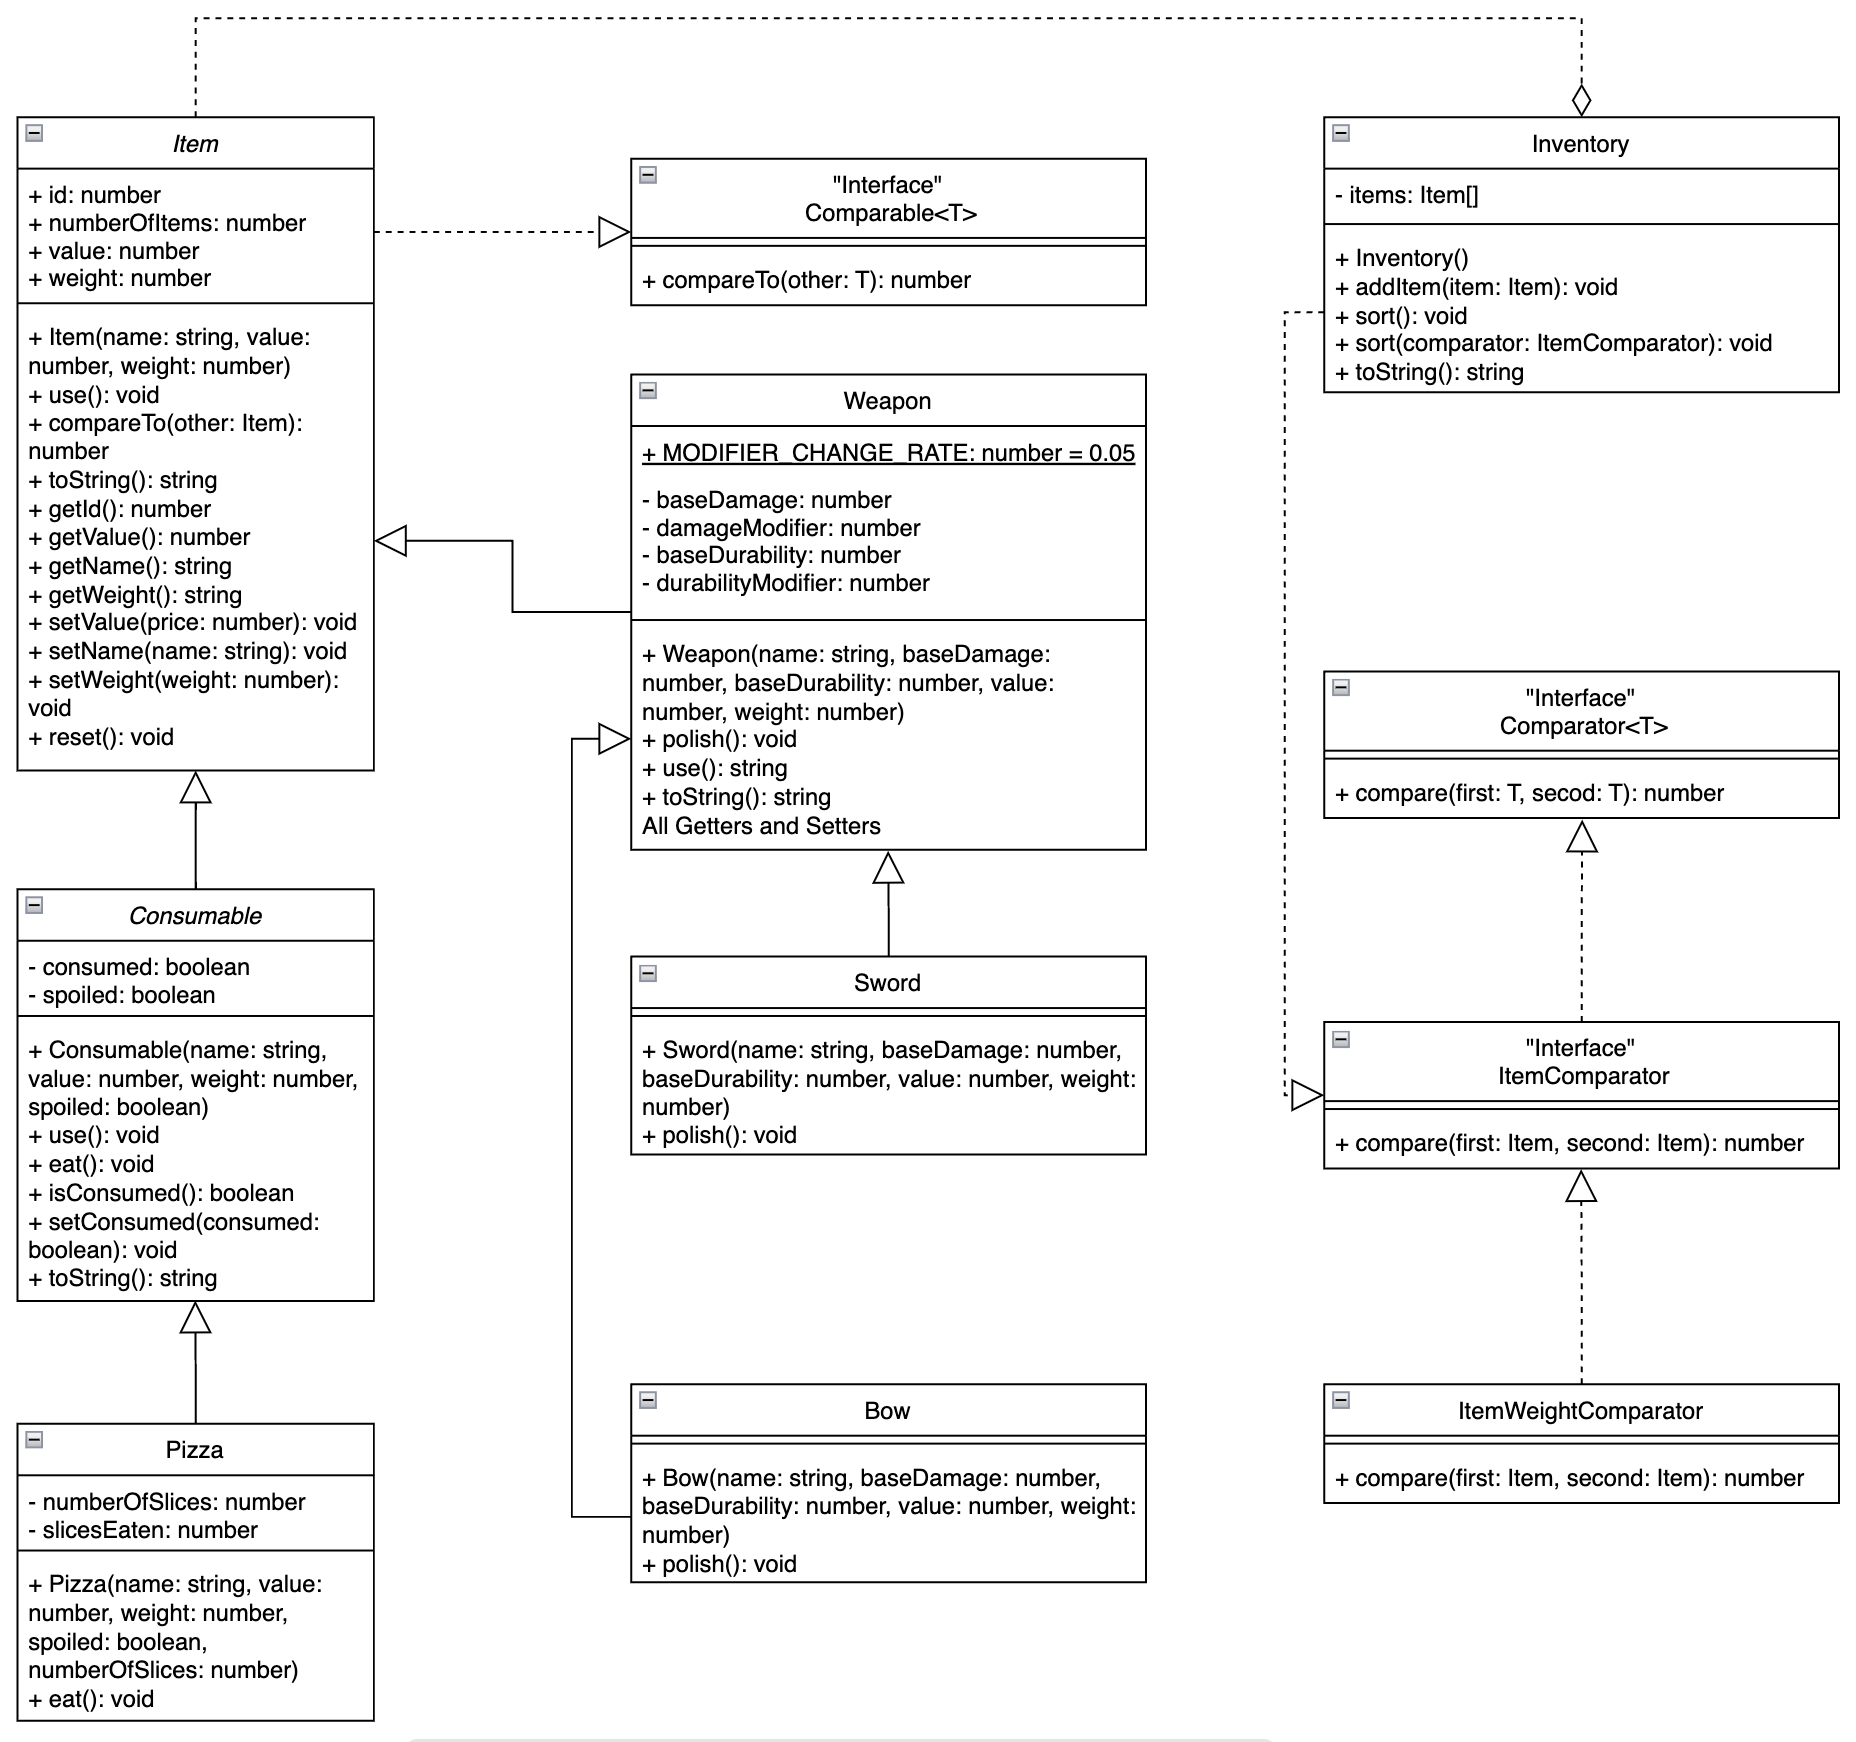 Item
+ id: number
+ numberOfItems: number
+ value: number
+ weight: number
+ Item(name: string, value:
number, weight: number)
+ use(): void
+ compareTo(other: Item):
number
+ toString(): string
+ getId(): number
+ getValue(): number
+ getName(): string
+ getWeight(): string
+ setValue(price: number): void
+ setName(name: string): void
+ setWeight(weight: number):
void
+ reset(): void
Consumable
- consumed: boolean
- spoiled: boolean
+ Consumable(name: string,
value: number, weight: number,
spoiled: boolean)
+ use(): void
+ eat(): void
+ isConsumed(): boolean
+ setConsumed(consumed:
boolean): void
+ toString(): string
Pizza
- numberOfSlices: number
- slicesEaten: number
+ Pizza(name: string, value:
number, weight: number,
spoiled: boolean,
numberOfSlices: number)
+ eat(): void
"Interface"
Comparable<T>
+ compareTo(other: T): number
Weapon
+ MODIFIER_CHANGE_RATE: number = 0.05
- baseDamage: number
- damageModifier: number
- baseDurability: number
- durabilityModifier: number
+ Weapon(name: string, baseDamage:
number, baseDurability: number, value:
number, weight: number)
+ polish(): void
+ use(): string
+ toString(): string
All Getters and Setters
Sword
+ Sword(name: string, baseDamage: number,
baseDurability: number, value: number, weight:
number)
+ polish(): void
Bow
+ Bow(name: string, baseDamage: number,
baseDurability: number, value: number, weight:
number)
+ polish(): void
Inventory
- items: Item[]
+ Inventory()
+ addItem(item: Item): void
+ sort(): void
+ sort(comparator: ItemComparator): void
+ toString(): string
"Interface"
Comparator<T>
+ compare(first: T, secod: T): number
"Interface"
ItemComparator
+ compare(first: Item, second: Item): number
ItemWeightComparator
+ compare(first: Item, second: Item): number